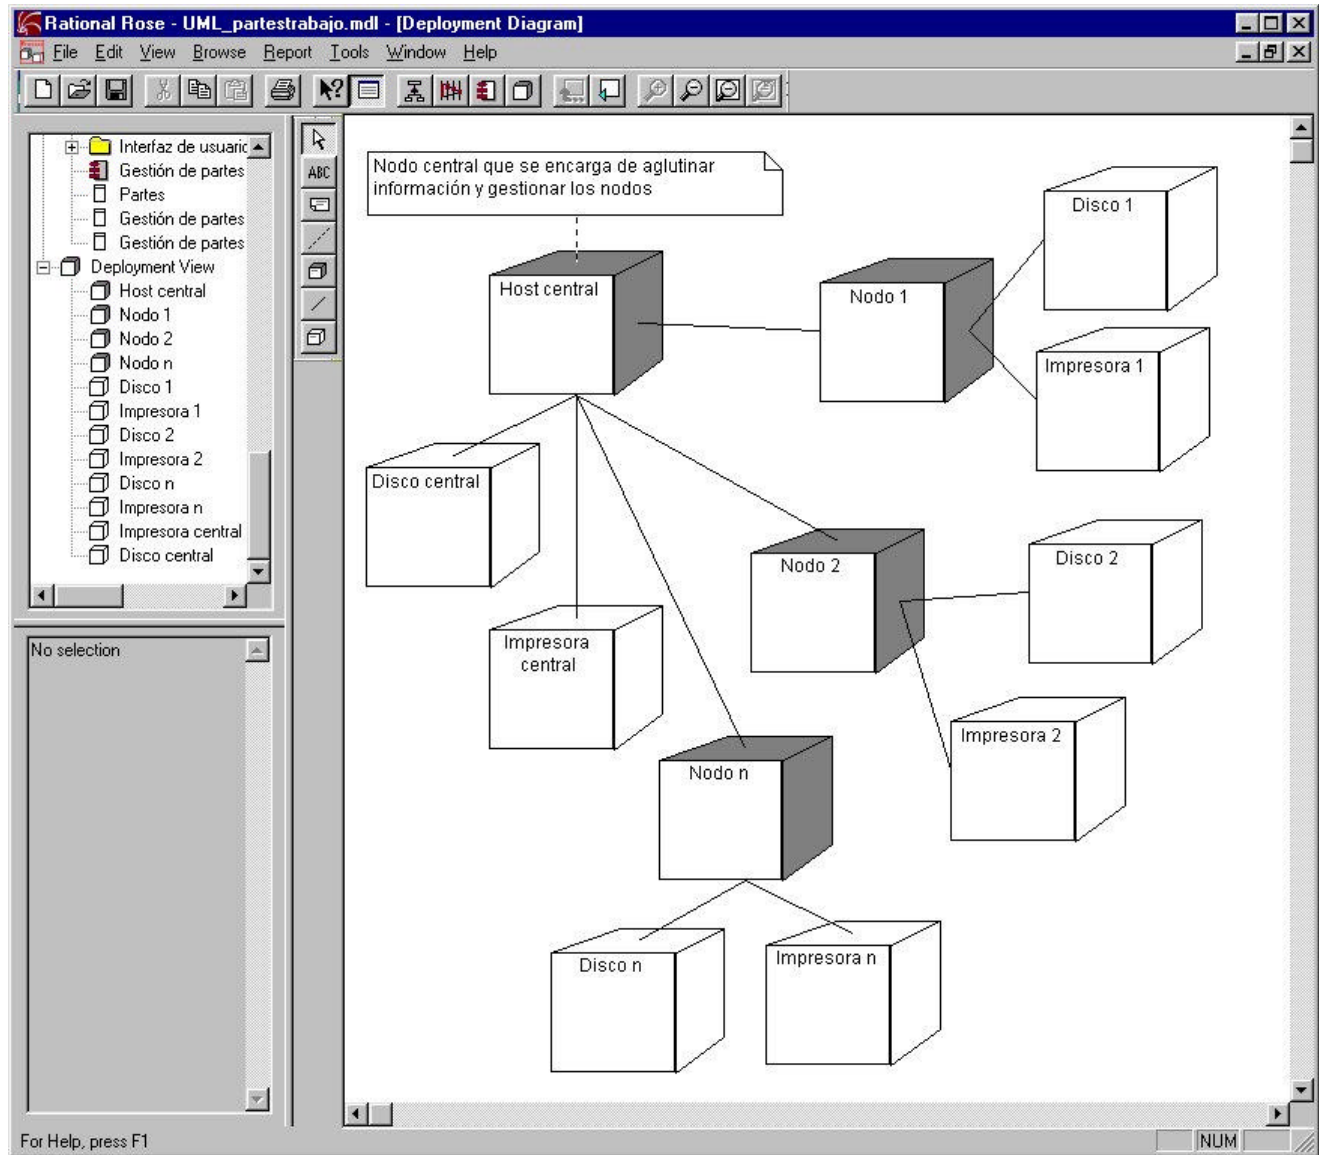 Rational Rose - UML_partestrabajo.mdl - [Deployment Diagram]
File Edit View Browse Report Tools Window Help
Interfaz de usuaric
Gestión de partes
Partes
Gestión de partes
Gestión de partes
Deployment View
Host central
Nodo 1
Nodo 2
Nodo n
Disco 1
Impresora 1
Disco 2
Impresora 2
Disco n
Impresora n
Impresora central
Disco central
No selection
ABC
Nodo central que se encarga de aglutinar
información y gestionar los nodos
Host central
Nodo 1
Disco 1
Impresora 1
Disco central
Impresora
central
Nodo 2
Disco 2
Impresora 2
Nodo n
Disco n
Impresora n
For Help, press F1
NUM